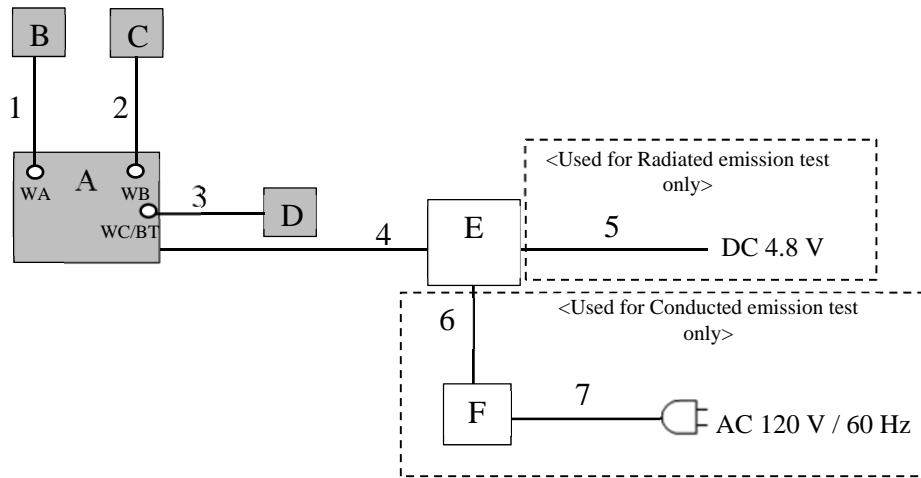 B
C
1
2
<Used for Radiated emission test
only>
A
WA
WB
3
WC/BT
D
4
E
5
DC 4.8 V
<Used for Conducted emission test
only>
6
F
7
AC 120 V / 60 Hz